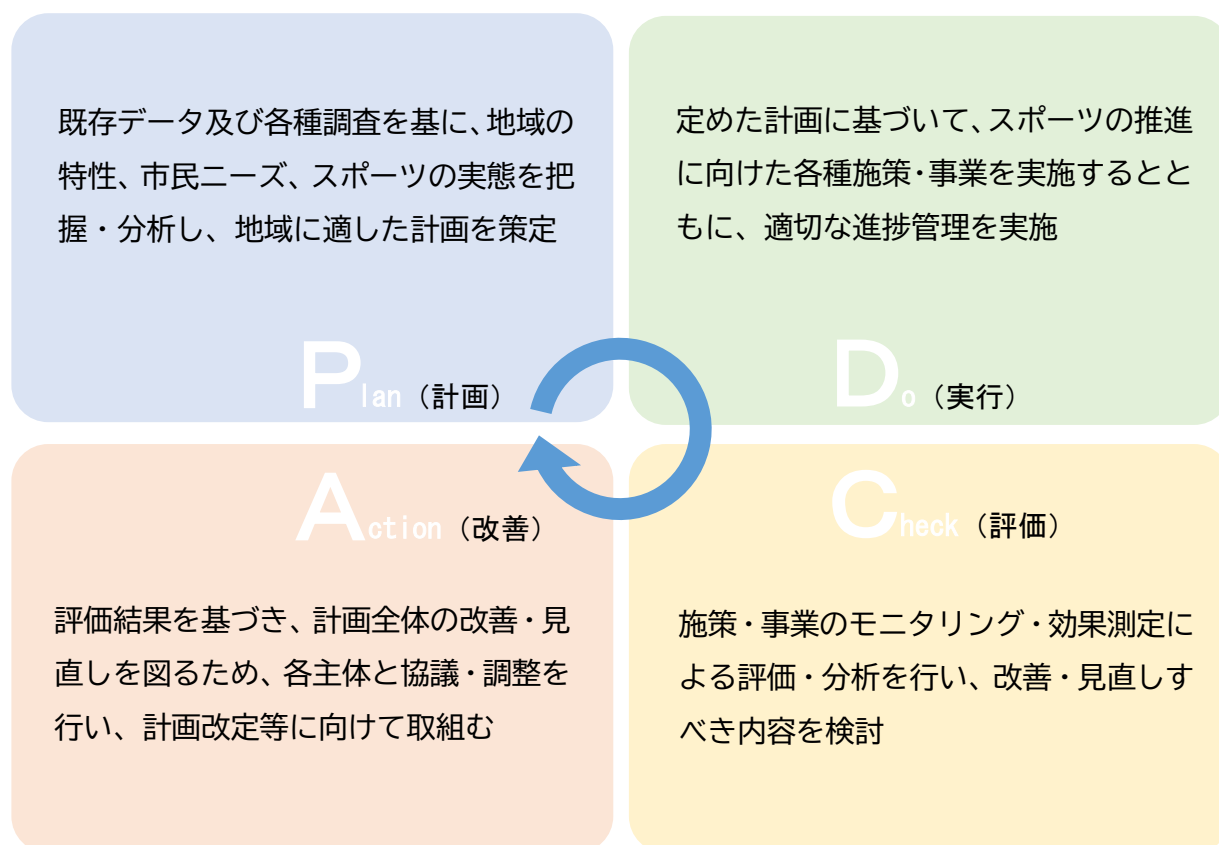 既存データ及び各種調査を基に、地域の
特性、市民ニーズ、スポーツの実態を把
握・分析し、地域に適した計画を策定
Plan（計画）
定めた計画に基づいて、スポーツの推進
に向けた各種施策・事業を実施するとと
もに、適切な進捗管理を実施
Do（実行）
Action（改善）
評価結果を基づき、計画全体の改善・見
直しを図るため、各主体と協議・調整を
行い、計画改定等に向けて取組む
Check（評価）
施策・事業のモニタリング・効果測定に
よる評価・分析を行い、改善・見直しす
べき内容を検討